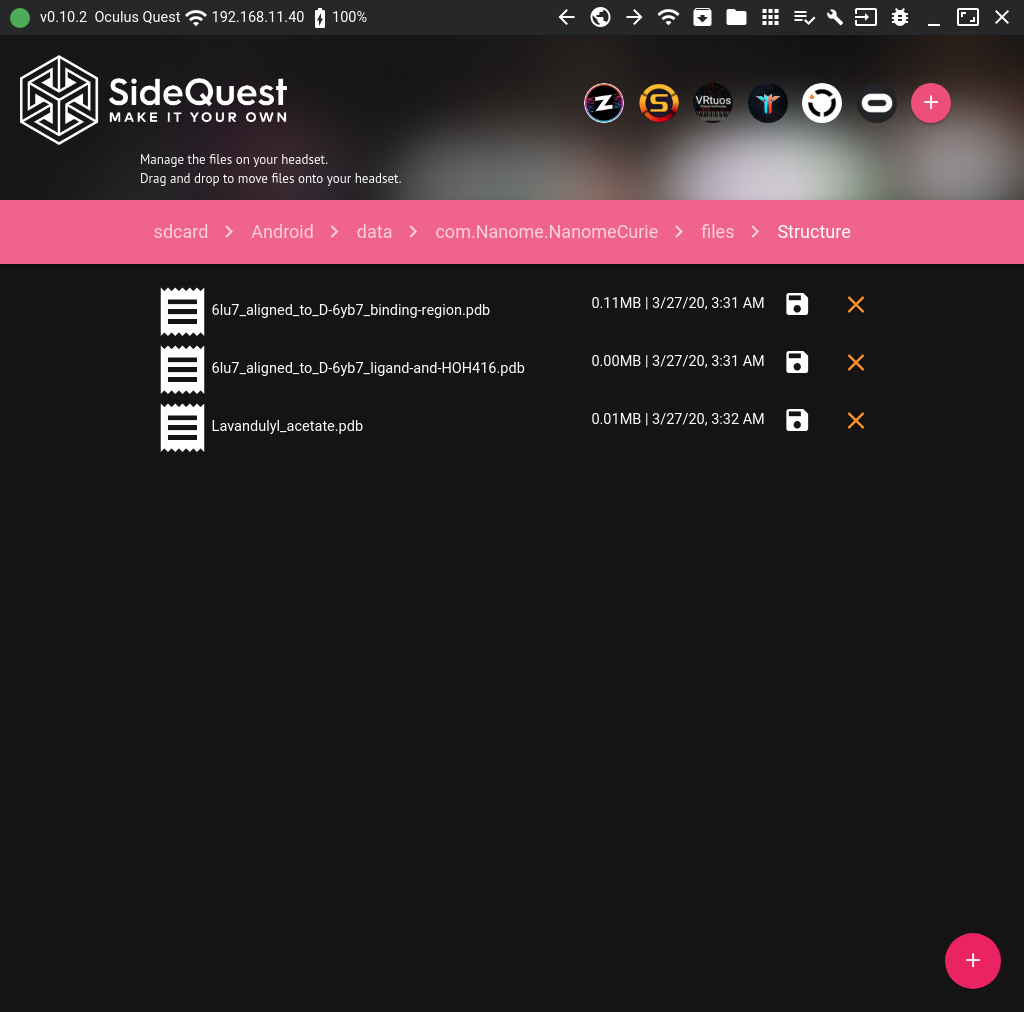 v0.10.2 Oculus Quest 192.168.11.40 100%
SideQuest
MAKE IT YOUR OWN
VRtuos
Manage the files on your headset.
Drag and drop to move files onto your headset.
sdcard Android data com.Nanome.NanomeCurie files Structure
6lu7_aligned_to_D-6yb7_binding-region.pdb 0.11MB | 3/27/20, 3:31 AM
6lu7_aligned_to_D-6yb7_ligand-and-HOH416.pdb 0.00MB | 3/27/20, 3:31 AM
Lavandulyl_acetate.pdb 0.01MB | 3/27/20, 3:32 AM